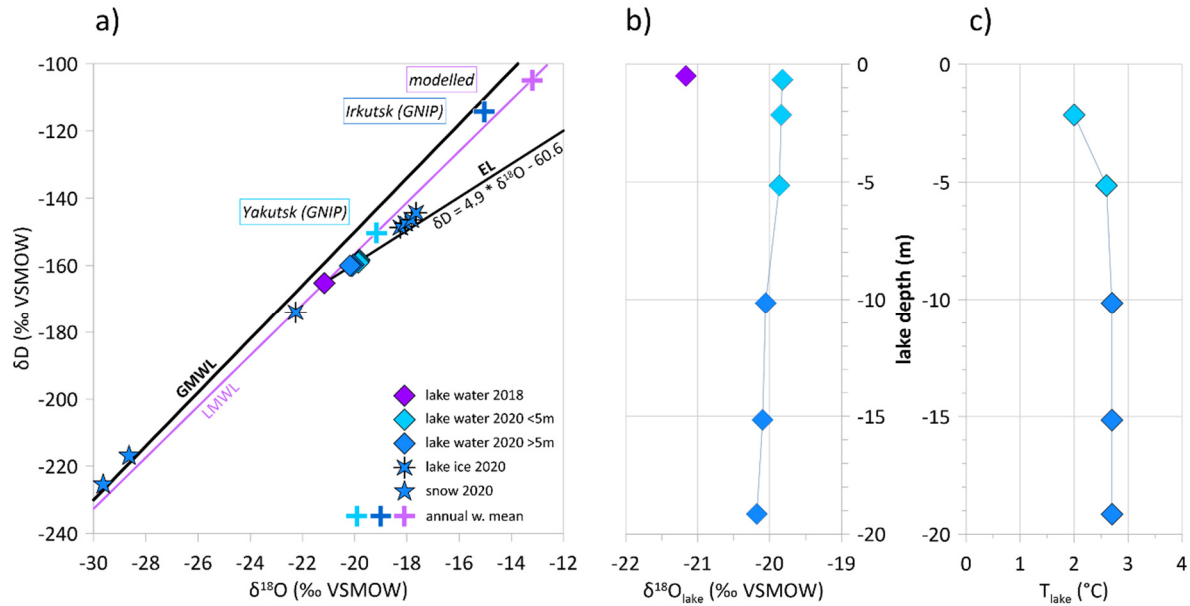 a)
b)
c)
-100
-120
-140
-160
-180
-200
-220
-240
δD (‰ VSMOW)
-30
-28
-26
-24
-22
-20
-18
-16
-14
-12
δ¹⁸O (‰ VSMOW)
modelled
Irkutsk (GNIP)
Yakutsk (GNIP)
EL
δD = 4.9 * δ¹⁸O - 60.6
GMWL
LMWL
lake water 2018
lake water 2020 <5m
lake water 2020 >5m
lake ice 2020
snow 2020
annual w. mean
0
-5
-10
-15
-20
lake depth (m)
-22
-21
-20
-19
δ¹⁸O lake (‰ VSMOW)
0
-5
-10
-15
-20
0
1
2
3
4
T lake (°C)